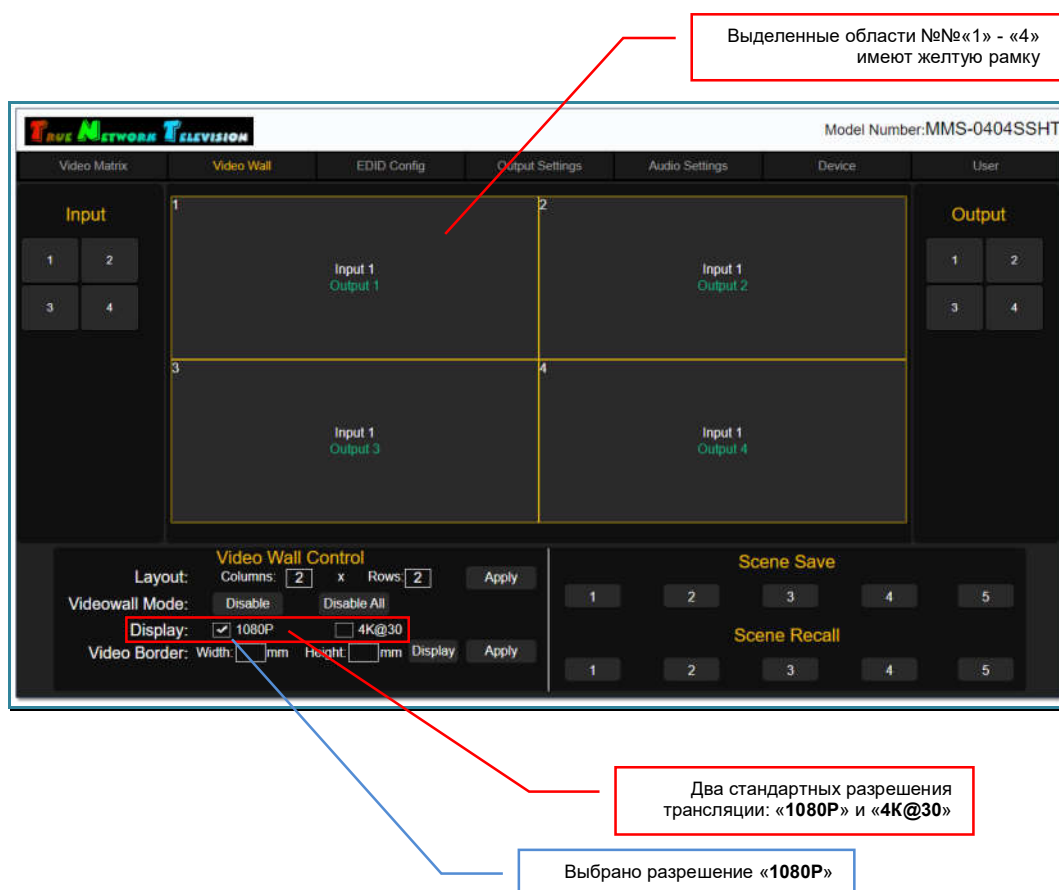 Выделенные области №№«1» - «4»
имеют желтую рамку
TRUE NETWORK TELEVISION
Model Number:MMS-0404SSHT
Video Matrix Video Wall EDID Config Output Settings Audio Settings Device User
Input
1 2
3 4
1
Input 1
Output 1
2
Input 1
Output 2
3
Input 1
Output 3
4
Input 1
Output 4
Output
1 2
3 4
Video Wall Control
Layout: Columns: 2 x Rows: 2 Apply
Videowall Mode: Disable Disable All
Display: 1080P 4K@30
Video Border: Width: mm Height: mm Display Apply
Scene Save
1 2 3 4 5
Scene Recall
1 2 3 4 5
Два стандартных разрешения
трансляции: «1080P» и «4K@30»
Выбрано разрешение «1080P»